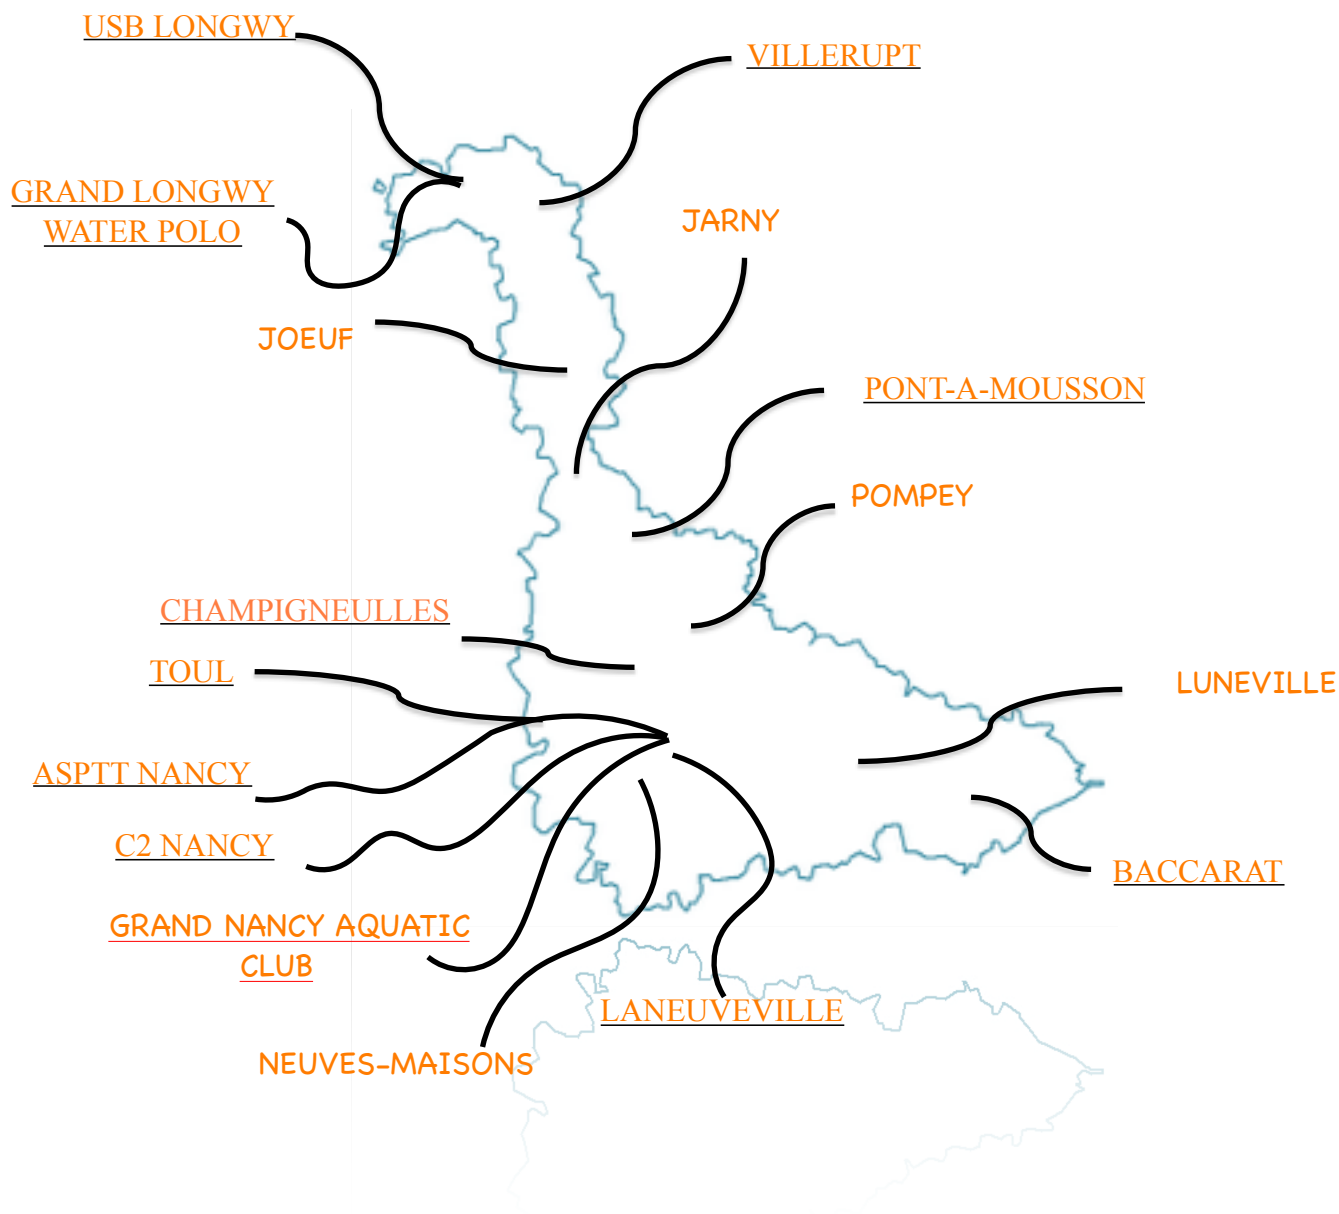 USB LONGWY
VILLERUPT
GRAND LONGWY
WATER POLO
JARNY
JOEUF
PONT-A-MOUSSON
POMPEY
CHAMPIGNEULLES
TOUL
LUNEVILLE
ASPTT NANCY
C2 NANCY
BACCARAT
GRAND NANCY AQUATIC
CLUB
LANEUVEVILLE
NEUVES-MAISONS